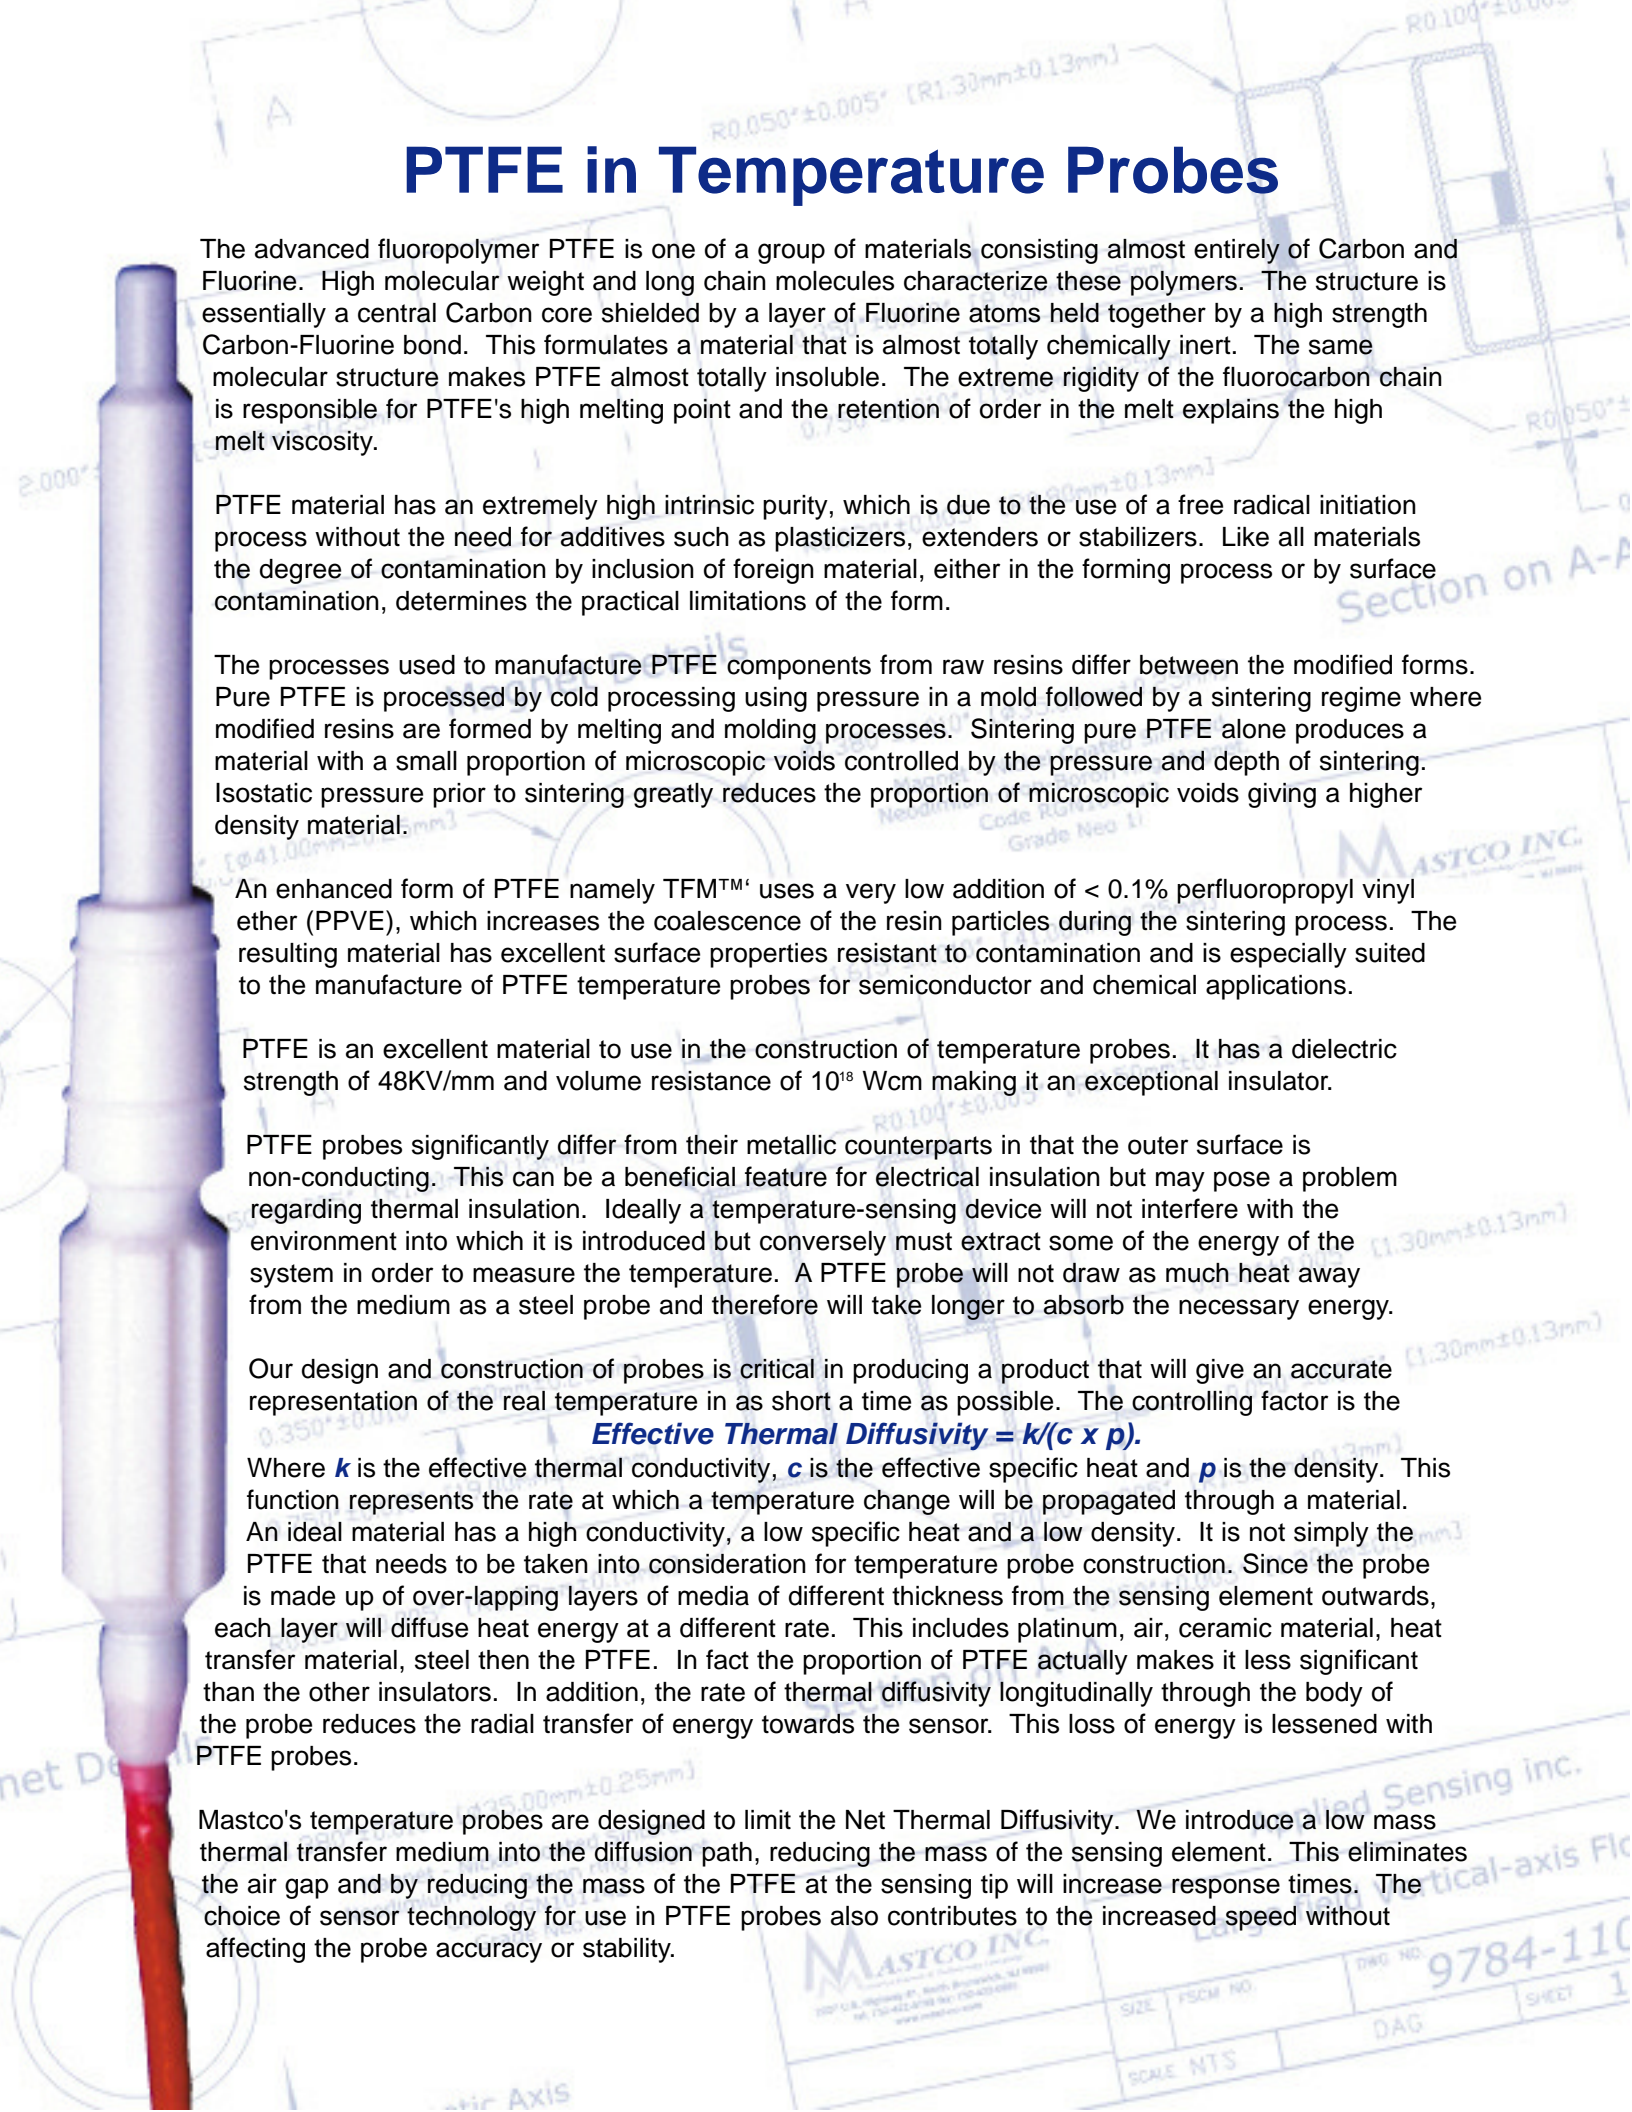 PTFE in Temperature Probes
The advanced fluoropolymer PTFE is one of a group of materials consisting almost entirely of Carbon and
Fluorine. High molecular weight and long chain molecules characterize these polymers. The structure is
essentially a central Carbon core shielded by a layer of Fluorine atoms held together by a high strength
Carbon-Fluorine bond. This formulates a material that is almost totally chemically inert. The same
molecular structure makes PTFE almost totally insoluble. The extreme rigidity of the fluorocarbon chain
is responsible for PTFE's high melting point and the retention of order in the melt explains the high
melt viscosity.
PTFE material has an extremely high intrinsic purity, which is due to the use of a free radical initiation
process without the need for additives such as plasticizers, extenders or stabilizers. Like all materials
the degree of contamination by inclusion of foreign material, either in the forming process or by surface
contamination, determines the practical limitations of the form.
The processes used to manufacture PTFE components from raw resins differ between the modified forms.
Pure PTFE is processed by cold processing using pressure in a mold followed by a sintering regime where
modified resins are formed by melting and molding processes. Sintering pure PTFE alone produces a
material with a small proportion of microscopic voids controlled by the pressure and depth of sintering.
Isostatic pressure prior to sintering greatly reduces the proportion of microscopic voids giving a higher
density material.
An enhanced form of PTFE namely TFM™‘ uses a very low addition of < 0.1% perfluoropropyl vinyl
ether (PPVE), which increases the coalescence of the resin particles during the sintering process. The
resulting material has excellent surface properties resistant to contamination and is especially suited
to the manufacture of PTFE temperature probes for semiconductor and chemical applications.
PTFE is an excellent material to use in the construction of temperature probes. It has a dielectric
strength of 48KV/mm and volume resistance of 10¹⁸ Wcm making it an exceptional insulator.
PTFE probes significantly differ from their metallic counterparts in that the outer surface is
non-conducting. This can be a beneficial feature for electrical insulation but may pose a problem
regarding thermal insulation. Ideally a temperature-sensing device will not interfere with the
environment into which it is introduced but conversely must extract some of the energy of the
system in order to measure the temperature. A PTFE probe will not draw as much heat away
from the medium as a steel probe and therefore will take longer to absorb the necessary energy.
Our design and construction of probes is critical in producing a product that will give an accurate
representation of the real temperature in as short a time as possible. The controlling factor is the
Effective Thermal Diffusivity = k/(c x p).
Where k is the effective thermal conductivity, c is the effective specific heat and p is the density. This
function represents the rate at which a temperature change will be propagated through a material.
An ideal material has a high conductivity, a low specific heat and a low density. It is not simply the
PTFE that needs to be taken into consideration for temperature probe construction. Since the probe
is made up of over-lapping layers of media of different thickness from the sensing element outwards,
each layer will diffuse heat energy at a different rate. This includes platinum, air, ceramic material, heat
transfer material, steel then the PTFE. In fact the proportion of PTFE actually makes it less significant
than the other insulators. In addition, the rate of thermal diffusivity longitudinally through the body of
the probe reduces the radial transfer of energy towards the sensor. This loss of energy is lessened with
PTFE probes.
Mastco's temperature probes are designed to limit the Net Thermal Diffusivity. We introduce a low mass
thermal transfer medium into the diffusion path, reducing the mass of the sensing element. This eliminates
the air gap and by reducing the mass of the PTFE at the sensing tip will increase response times. The
choice of sensor technology for use in PTFE probes also contributes to the increased speed without
affecting the probe accuracy or stability.
R0.050"±0.005" [R1.30mm±0.13mm]
Section on A-A
Magnet Details
MASTCO INC.
Section on A-A
Applied Sensing inc.
MASTCO INC.
DWG NO.
9784-110
SIZE
FSCM NO.
SCALE NTS
DAG
SHEET 1